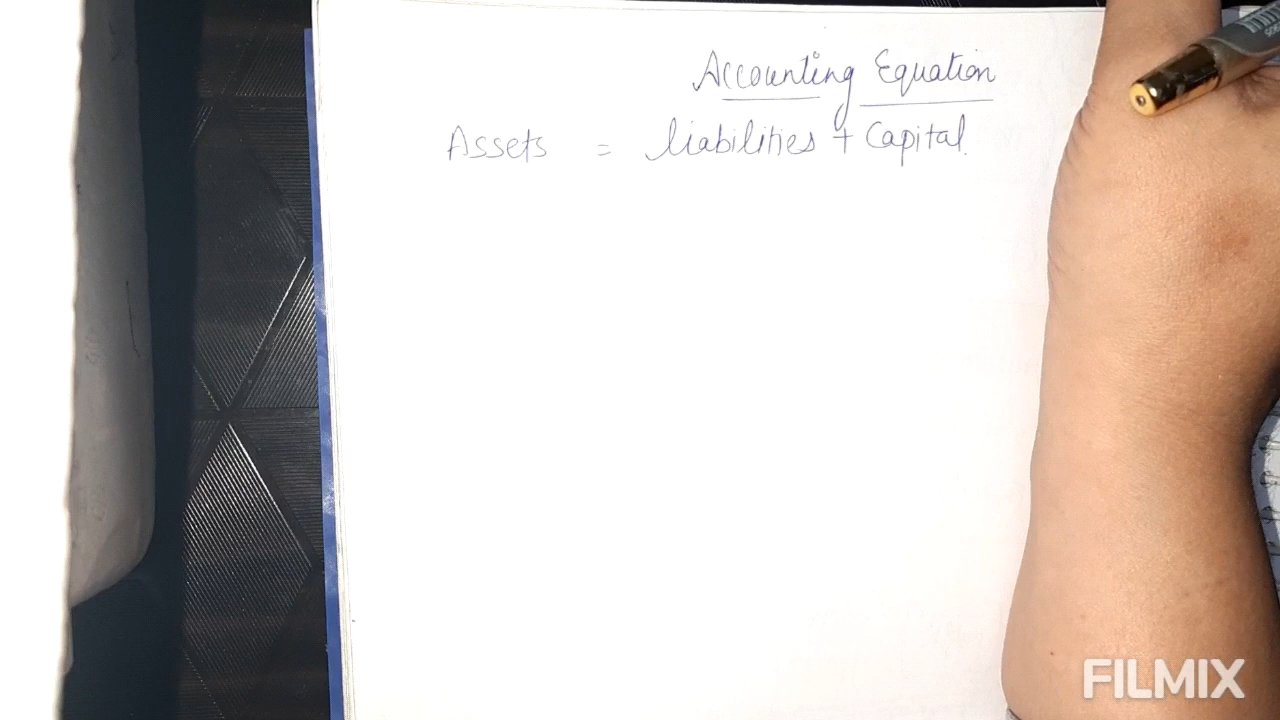 Accounting Equation
Assets = Liabilities + Capital.
FILMIX